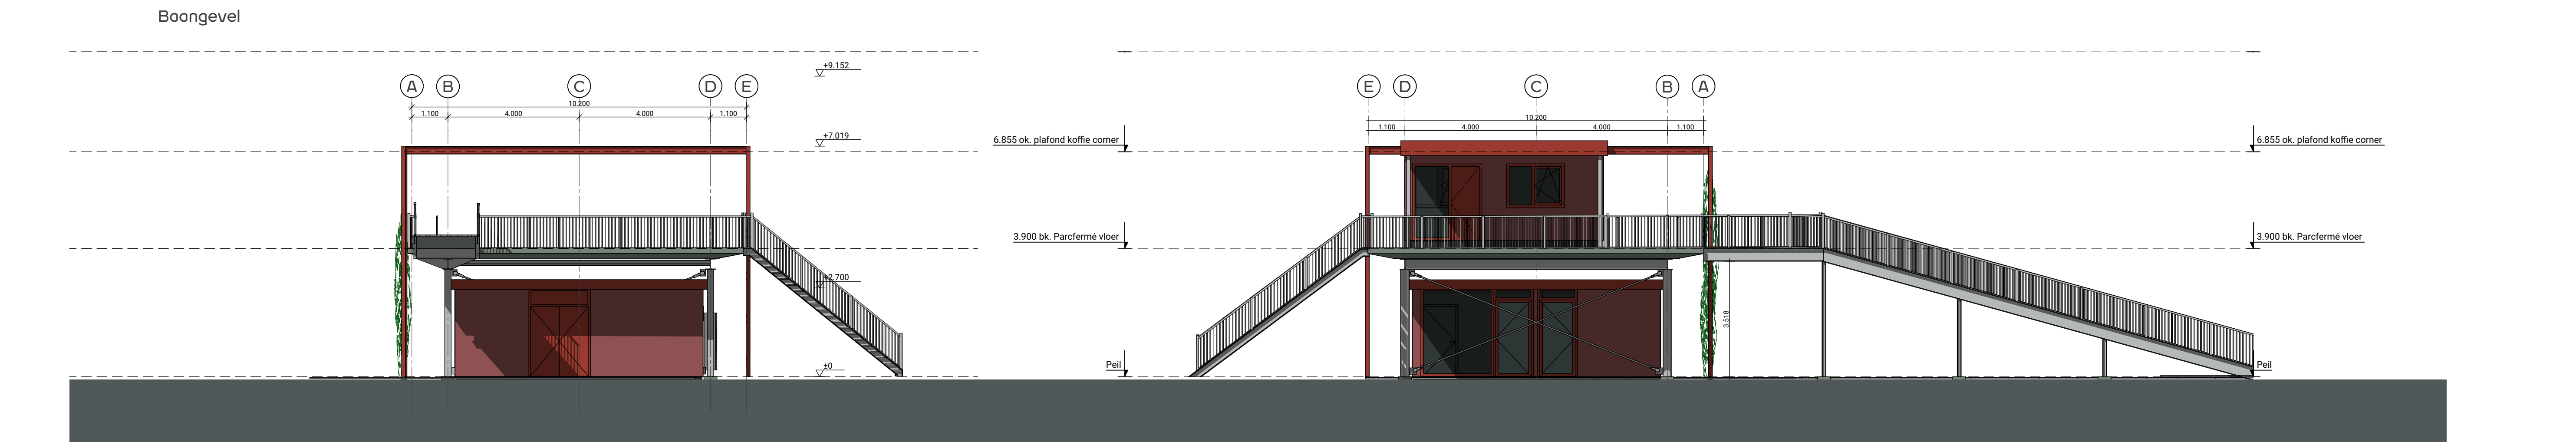 Baangevel
+9.152
A B C D E
10.200
1.100 4.000 4.000 1.100
+7.019
+2.700
±0
E D C B A
10.200
1.100 4.000 4.000 1.100
6.855 ok. plafond koffie corner
6.855 ok. plafond koffie corner
3.900 bk. Parcfermé vloer
3.900 bk. Parcfermé vloer
3.518
Peil
Peil